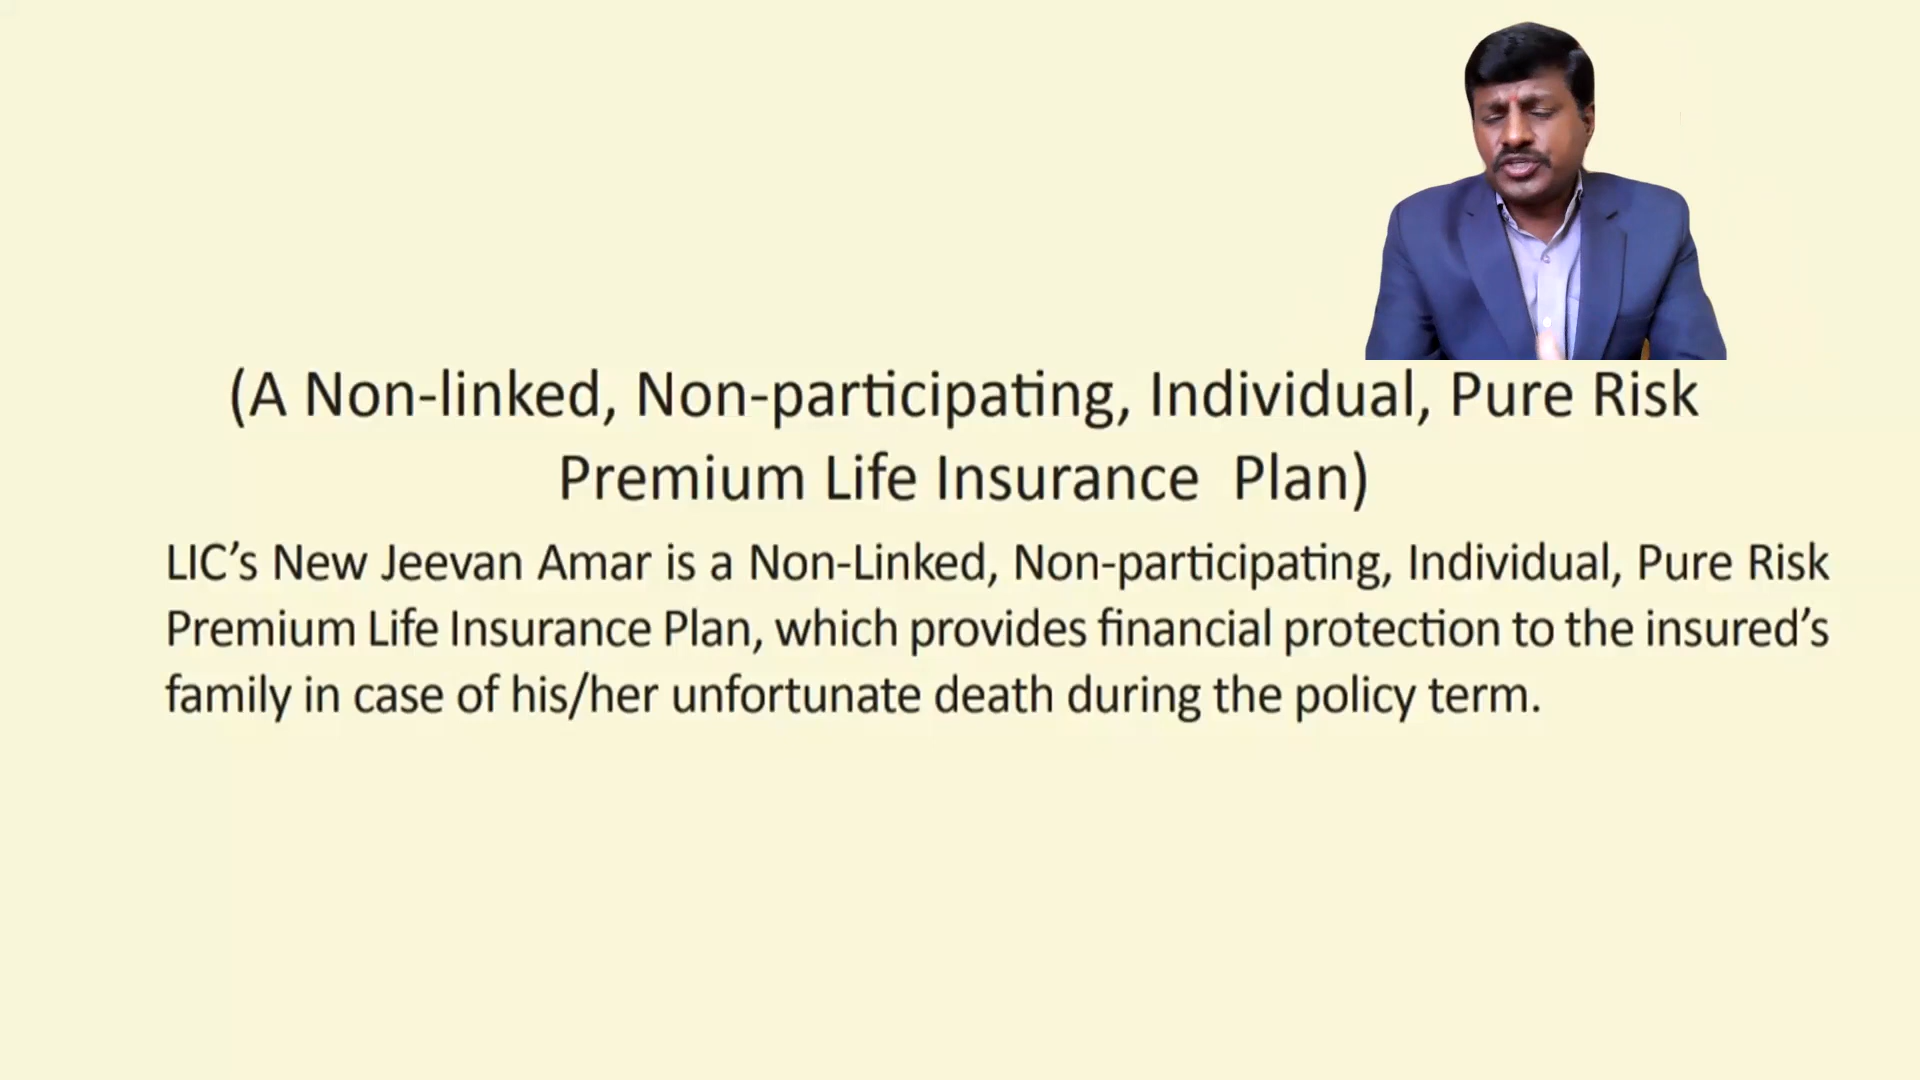 (A Non-linked, Non-participating, Individual, Pure Risk
Premium Life Insurance Plan)
LIC’s New Jeevan Amar is a Non-Linked, Non-participating, Individual, Pure Risk
Premium Life Insurance Plan, which provides financial protection to the insured’s
family in case of his/her unfortunate death during the policy term.